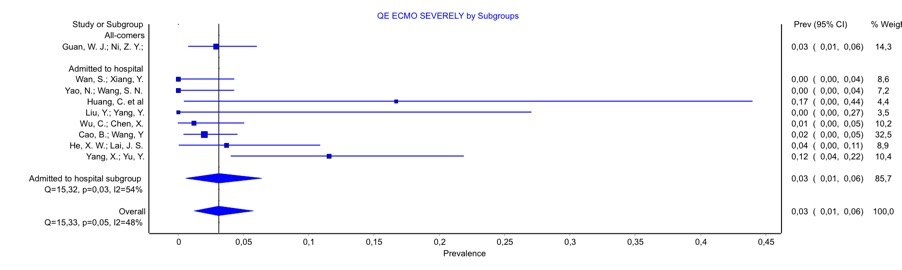 QE ECMO SEVERELY by Subgroups
Study or Subgroup Prev (95% CI) % Weigh
All-comers
Guan, W. J.; Ni, Z. Y.; 0,03 ( 0,01, 0,06) 14,3
Admitted to hospital
Wan, S.; Xiang, Y. 0,00 ( 0,00, 0,04) 8,6
Yao, N.; Wang, S. N. 0,00 ( 0,00, 0,04) 7,2
Huang, C. et al 0,17 ( 0,00, 0,44) 4,4
Liu, Y.; Yang, Y. 0,00 ( 0,00, 0,27) 3,5
Wu, C.; Chen, X. 0,01 ( 0,00, 0,05) 10,2
Cao, B.; Wang, Y 0,02 ( 0,00, 0,05) 32,5
He, X. W.; Lai, J. S. 0,04 ( 0,00, 0,11) 8,9
Yang, X.; Yu, Y. 0,12 ( 0,04, 0,22) 10,4
Admitted to hospital subgroup 0,03 ( 0,01, 0,06) 85,7
Q=15,32, p=0,03, I2=54%
Overall 0,03 ( 0,01, 0,06) 100,0
Q=15,33, p=0,05, I2=48%
0 0,05 0,1 0,15 0,2 0,25 0,3 0,35 0,4 0,45
Prevalence